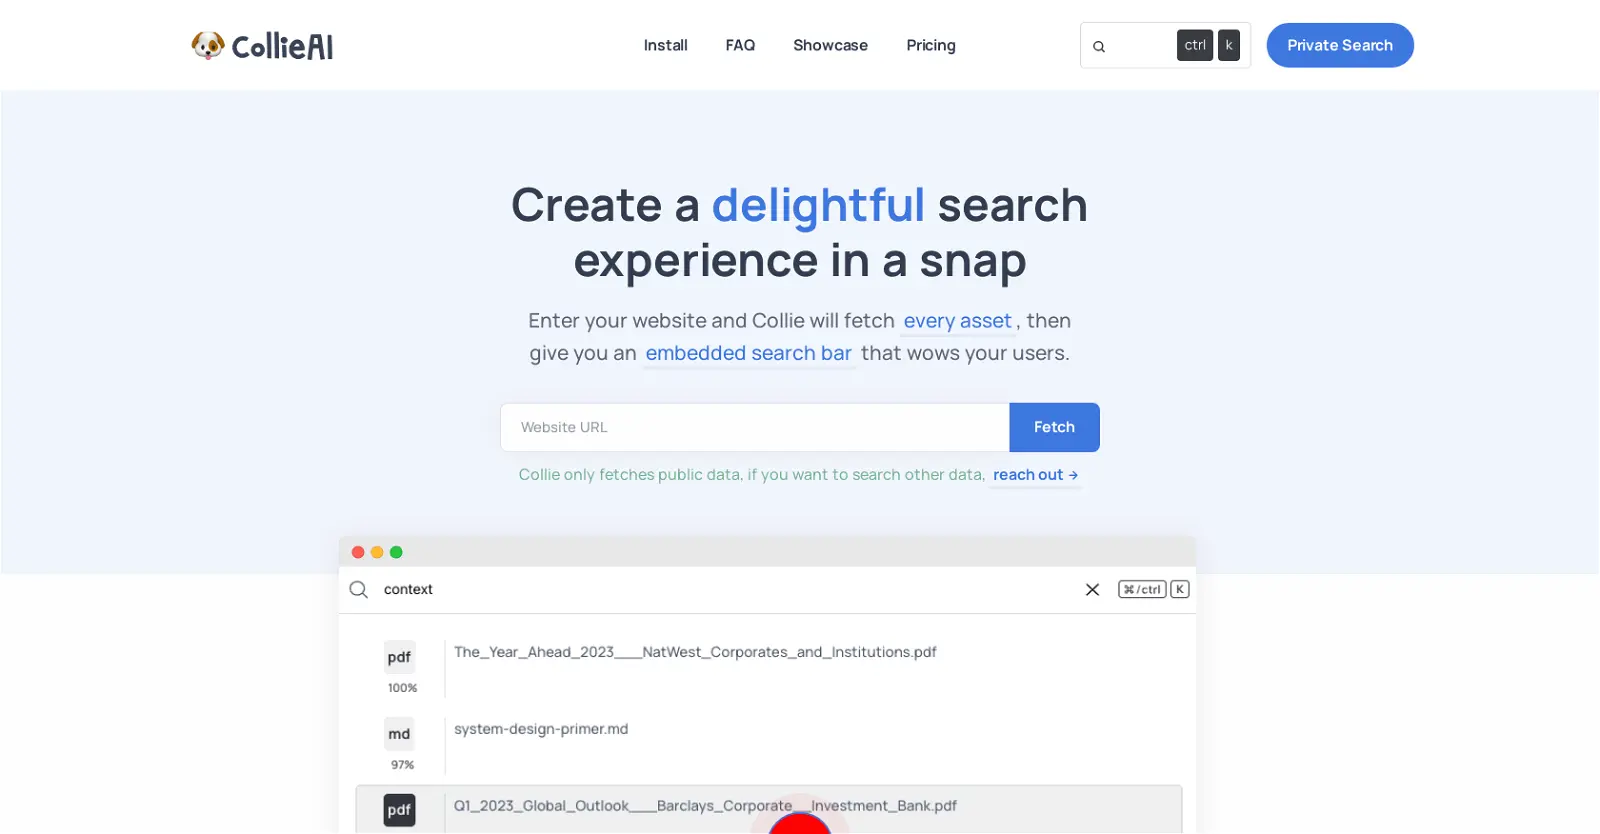 CollieAI
Install FAQ Showcase Pricing
ctrl k
Private Search
Create a delightful search
experience in a snap
Enter your website and Collie will fetch every asset, then
give you an embedded search bar that wows your users.
Website URL
Fetch
Collie only fetches public data, if you want to search other data, reach out →
context
⌘/ctrl K
pdf
The_Year_Ahead_2023___NatWest_Corporates_and_Institutions.pdf
100%
md
system-design-primer.md
97%
pdf
Q1_2023_Global_Outlook___Barclays_Corporate__Investment_Bank.pdf